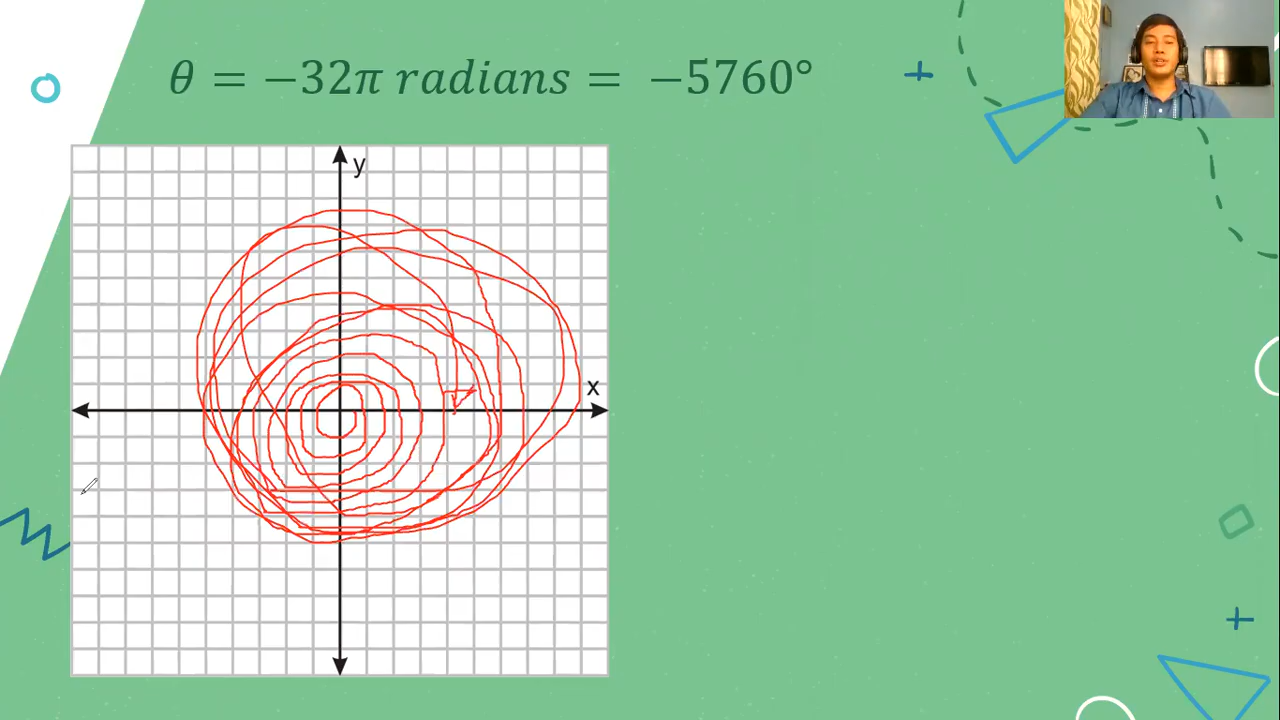 θ = −32π radians = −5760°
y
x